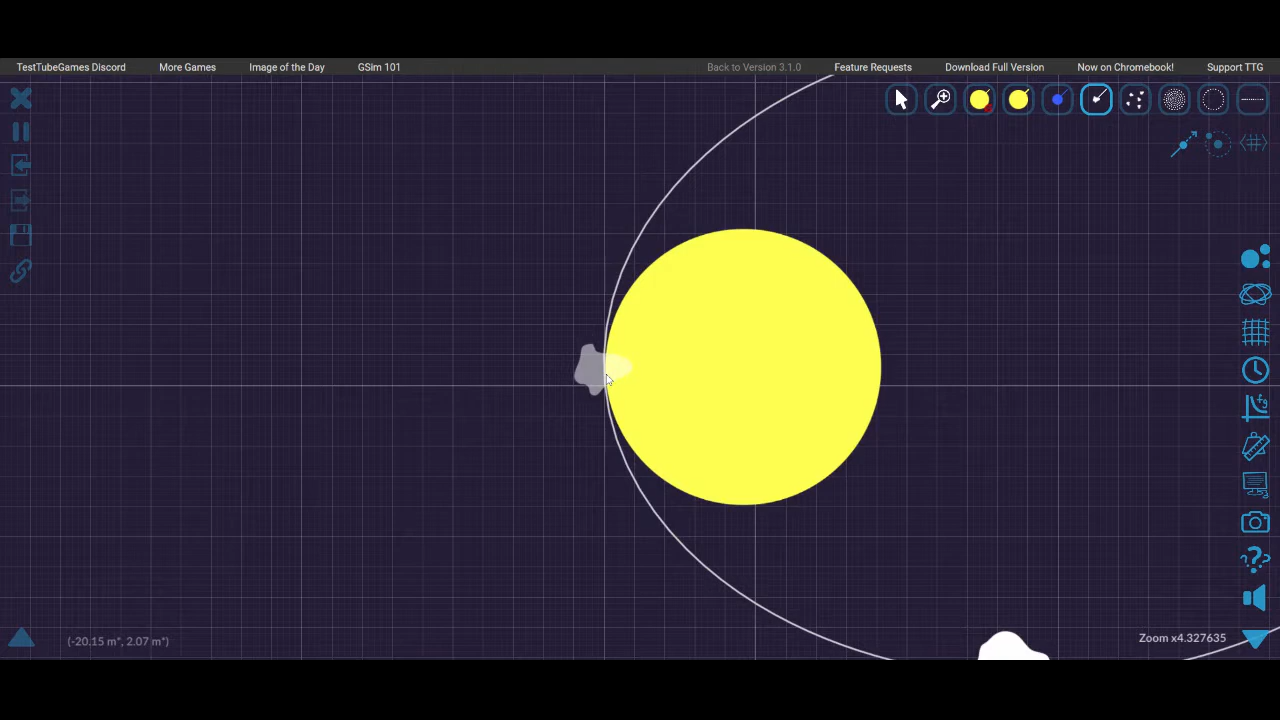 TestTubeGames Discord More Games Image of the Day GSim 101 Back to Version 3.1.0 Feature Requests Download Full Version Now on Chromebook! Support TTG
(-20.15 m*, 2.07 m*)
Zoom x4.327635